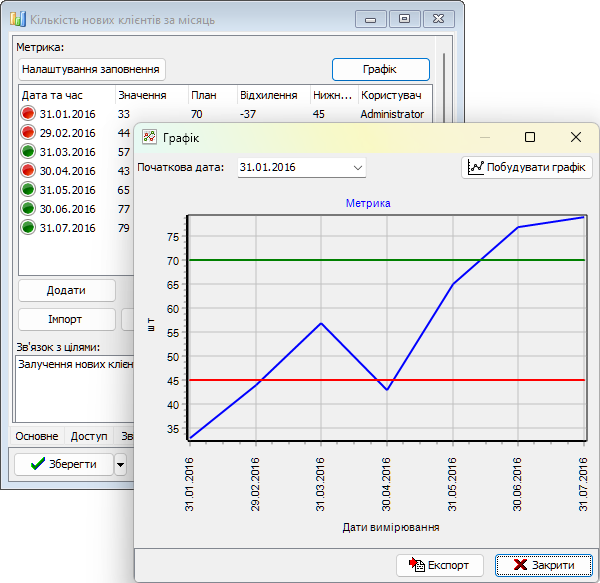 Кількість нових клієнтів за місяць
Метрика:
Налаштування заповнення
Графік
Дата та час Значення План Відхилення Нижн... Користувач
31.01.2016 33 70 -37 45 Administrator
29.02.2016 44
31.03.2016 57
30.04.2016 43
31.05.2016 65
30.06.2016 77
31.07.2016 79
Додати
Імпорт
Зв'язок з цілями:
Залучення нових клієн
Основне Доступ Зв
Зберегти
Графік
Початкова дата: 31.01.2016 Побудувати графік
Метрика
75
70
65
60
55
50
45
40
35
шт
31.01.2016 29.02.2016 31.03.2016 30.04.2016 31.05.2016 30.06.2016 31.07.2016
Дати вимірювання
Експорт Закрити